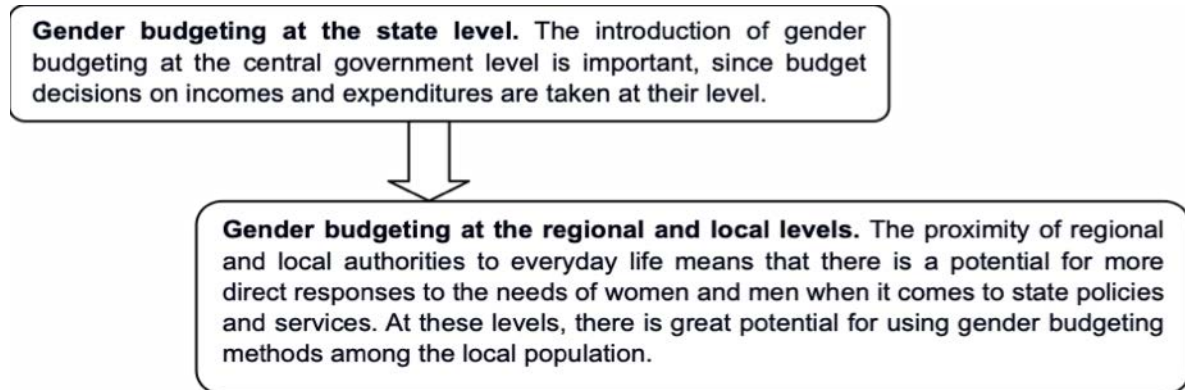 Gender budgeting at the state level. The introduction of gender
budgeting at the central government level is important, since budget
decisions on incomes and expenditures are taken at their level.
Gender budgeting at the regional and local levels. The proximity of regional
and local authorities to everyday life means that there is a potential for more
direct responses to the needs of women and men when it comes to state policies
and services. At these levels, there is great potential for using gender budgeting
methods among the local population.